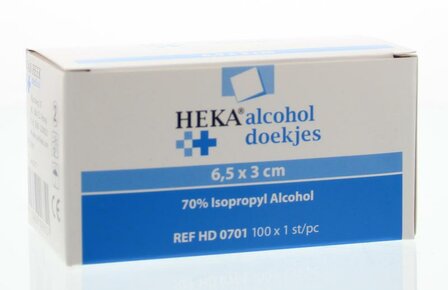 HEKA® alcohol
doekjes
6,5 x 3 cm
70% Isopropyl Alcohol
REF HD 0701 100 x 1 st/pc